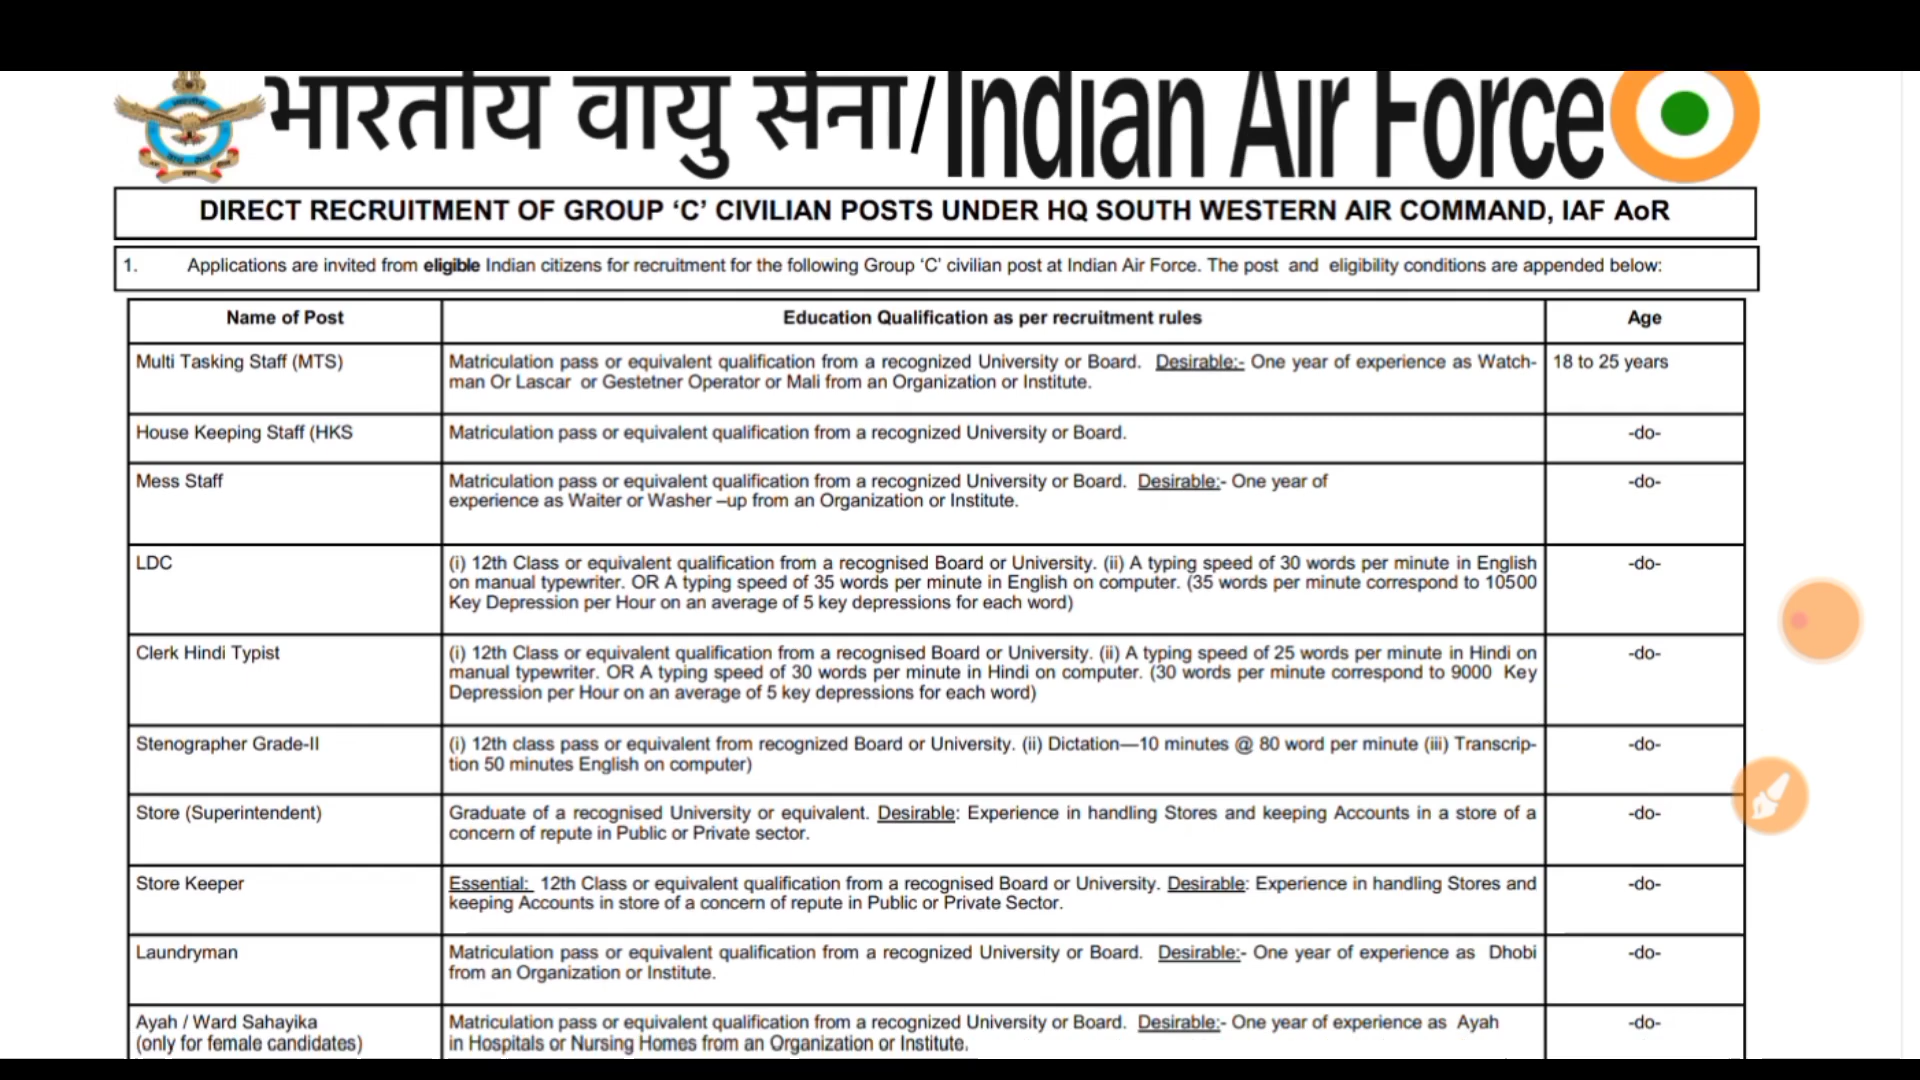 भारतीय वायु सेना/Indian Air Force
DIRECT RECRUITMENT OF GROUP ‘C’ CIVILIAN POSTS UNDER HQ SOUTH WESTERN AIR COMMAND, IAF AoR
1. Applications are invited from eligible Indian citizens for recruitment for the following Group ‘C’ civilian post at Indian Air Force. The post and eligibility conditions are appended below:
Name of Post Education Qualification as per recruitment rules Age
Multi Tasking Staff (MTS) Matriculation pass or equivalent qualification from a recognized University or Board. Desirable:- One year of experience as Watch- 18 to 25 years
man Or Lascar or Gestetner Operator or Mali from an Organization or Institute.
House Keeping Staff (HKS Matriculation pass or equivalent qualification from a recognized University or Board. -do-
Mess Staff Matriculation pass or equivalent qualification from a recognized University or Board. Desirable:- One year of -do-
experience as Waiter or Washer –up from an Organization or Institute.
LDC (i) 12th Class or equivalent qualification from a recognised Board or University. (ii) A typing speed of 30 words per minute in English -do-
on manual typewriter. OR A typing speed of 35 words per minute in English on computer. (35 words per minute correspond to 10500
Key Depression per Hour on an average of 5 key depressions for each word)
Clerk Hindi Typist (i) 12th Class or equivalent qualification from a recognised Board or University. (ii) A typing speed of 25 words per minute in Hindi on -do-
manual typewriter. OR A typing speed of 30 words per minute in Hindi on computer. (30 words per minute correspond to 9000 Key
Depression per Hour on an average of 5 key depressions for each word)
Stenographer Grade-II (i) 12th class pass or equivalent from recognized Board or University. (ii) Dictation—10 minutes @ 80 word per minute (iii) Transcrip- -do-
tion 50 minutes English on computer)
Store (Superintendent) Graduate of a recognised University or equivalent. Desirable: Experience in handling Stores and keeping Accounts in a store of a -do-
concern of repute in Public or Private sector.
Store Keeper Essential: 12th Class or equivalent qualification from a recognised Board or University. Desirable: Experience in handling Stores and -do-
keeping Accounts in store of a concern of repute in Public or Private Sector.
Laundryman Matriculation pass or equivalent qualification from a recognized University or Board. Desirable:- One year of experience as Dhobi -do-
from an Organization or Institute.
Ayah / Ward Sahayika Matriculation pass or equivalent qualification from a recognized University or Board. Desirable:- One year of experience as Ayah -do-
(only for female candidates) in Hospitals or Nursing Homes from an Organization or Institute.